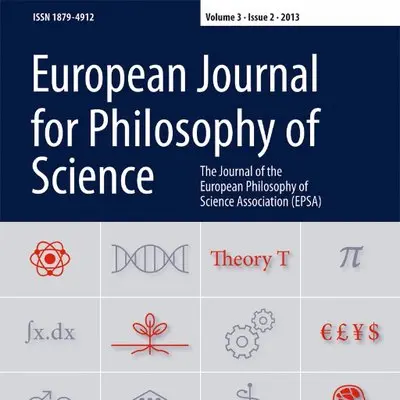 ISSN 1879-4912
Volume 3 · Issue 2 · 2013
European Journal
for Philosophy of
Science
The Journal of the
European Philosophy of
Science Association (EPSA)
Theory T
π
∫x.dx
€ £ ¥ $